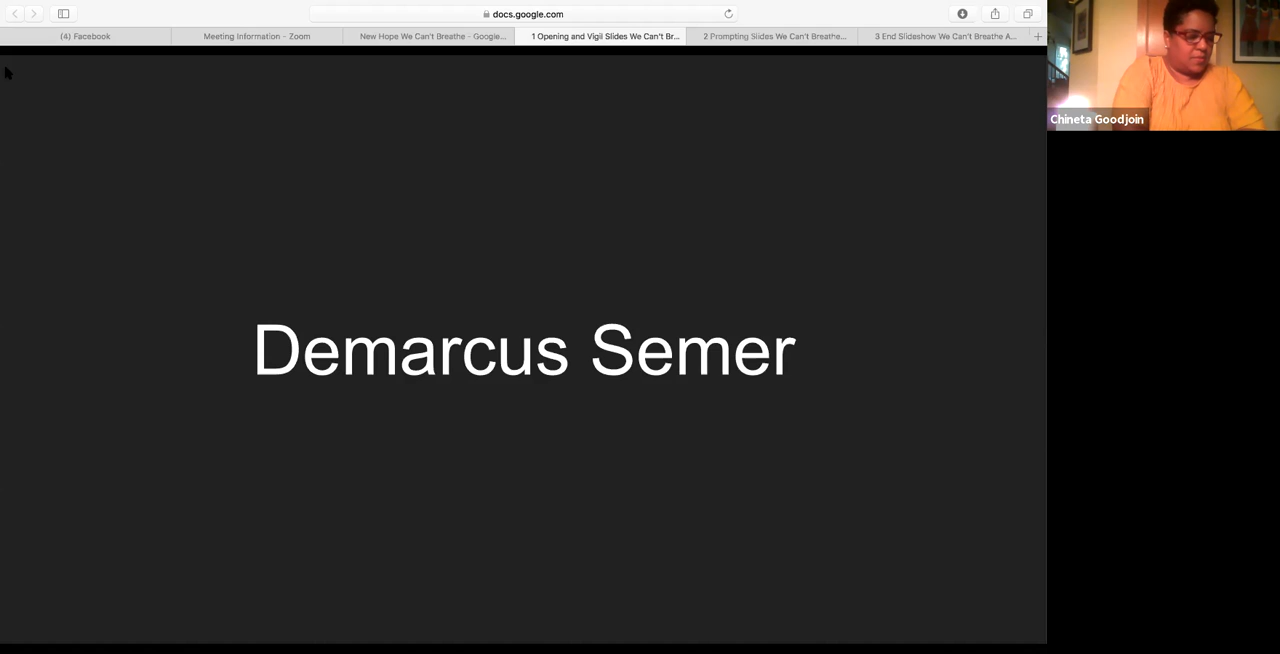 docs.google.com
(4) Facebook
Meeting Information - Zoom
New Hope We Can't Breathe - Google...
1 Opening and Vigil Slides We Can't Br...
2 Prompting Slides We Can't Breathe...
3 End Slideshow We Can't Breathe A...
Chineta Goodjoin
Demarcus Semer